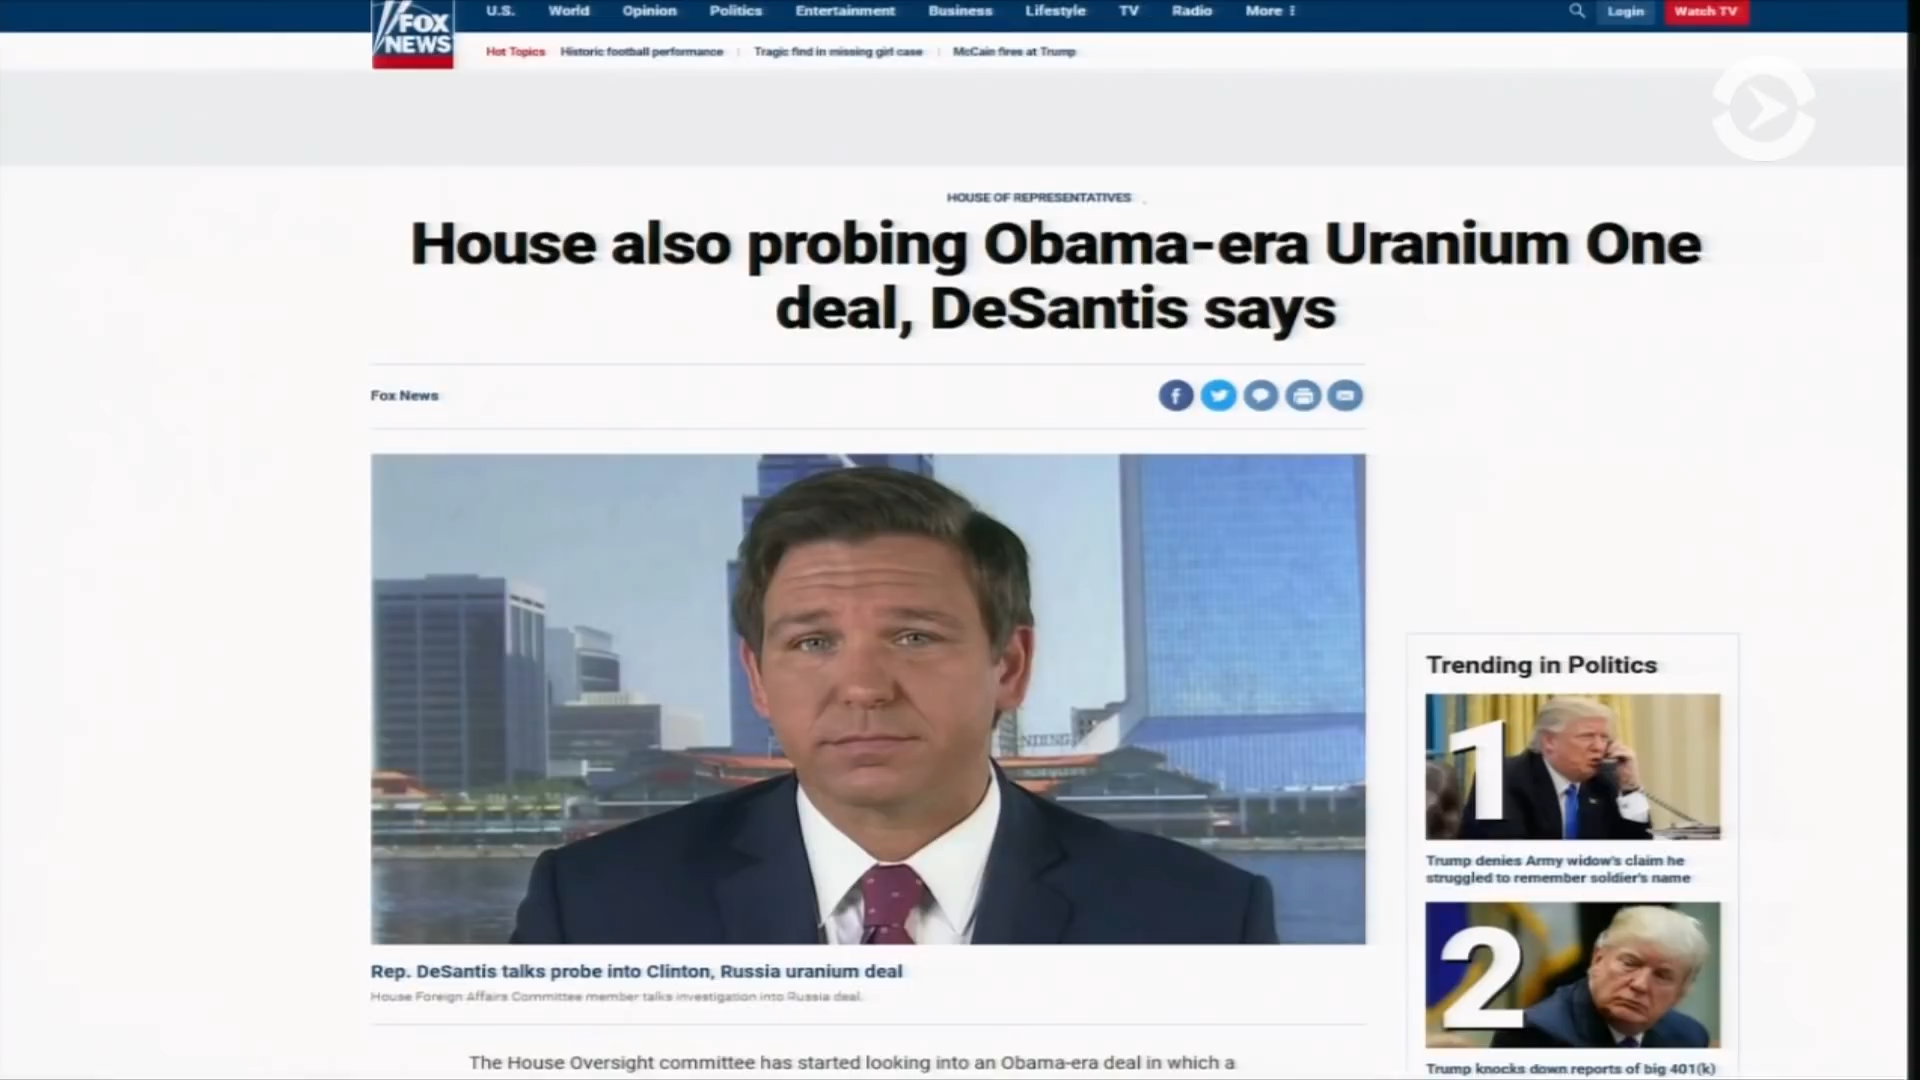 FOX
NEWS
U.S. World Opinion Politics Entertainment Business Lifestyle TV Radio More
Login Watch TV
Hot Topics Historic football performance Tragic find in missing girl case McCain fires at Trump
HOUSE OF REPRESENTATIVES
House also probing Obama-era Uranium One
deal, DeSantis says
Fox News
Rep. DeSantis talks probe into Clinton, Russia uranium deal
House Foreign Affairs Committee member talks investigation into Russia deal.
The House Oversight committee has started looking into an Obama-era deal in which a
Trending in Politics
1
Trump denies Army widow's claim he
struggled to remember soldier's name
2
Trump knocks down reports of big 401(k)